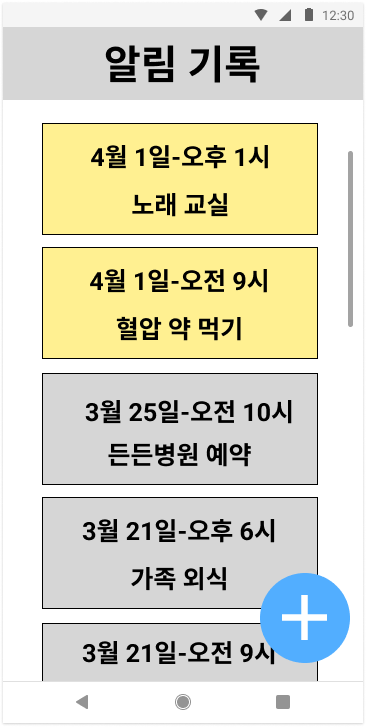 12:30
알림 기록
4월 1일-오후 1시
노래 교실
4월 1일-오전 9시
혈압 약 먹기
3월 25일-오전 10시
든든병원 예약
3월 21일-오후 6시
가족 외식
3월 21일-오전 9시